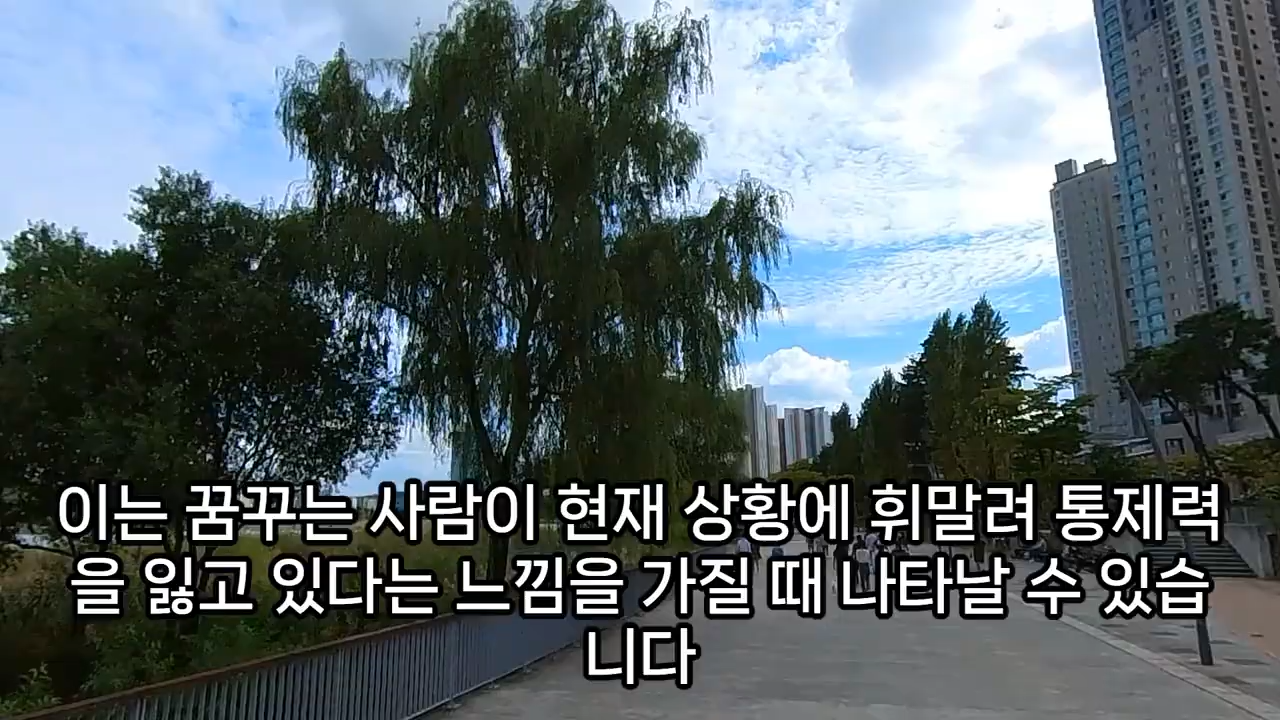 이는 꿈꾸는 사람이 현재 상황에 휘말려 통제력
을 잃고 있다는 느낌을 가질 때 나타날 수 있습
니다